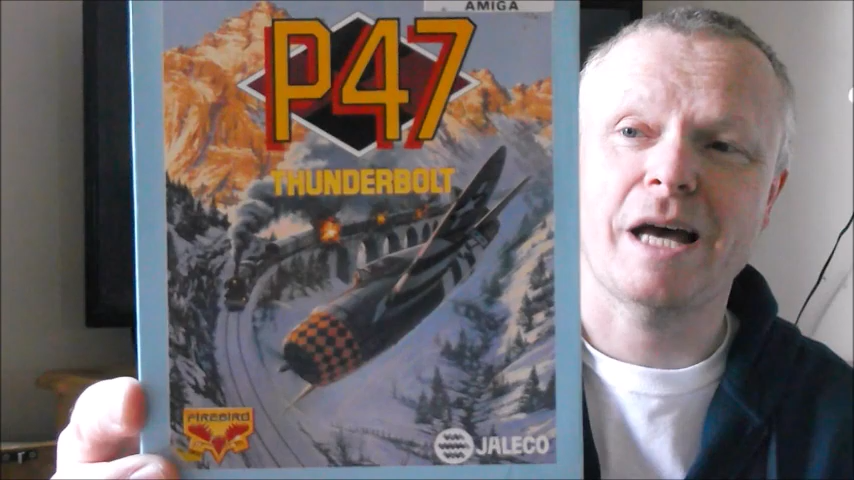 AMIGA
P47
THUNDERBOLT
FIREBIRD
JALECO